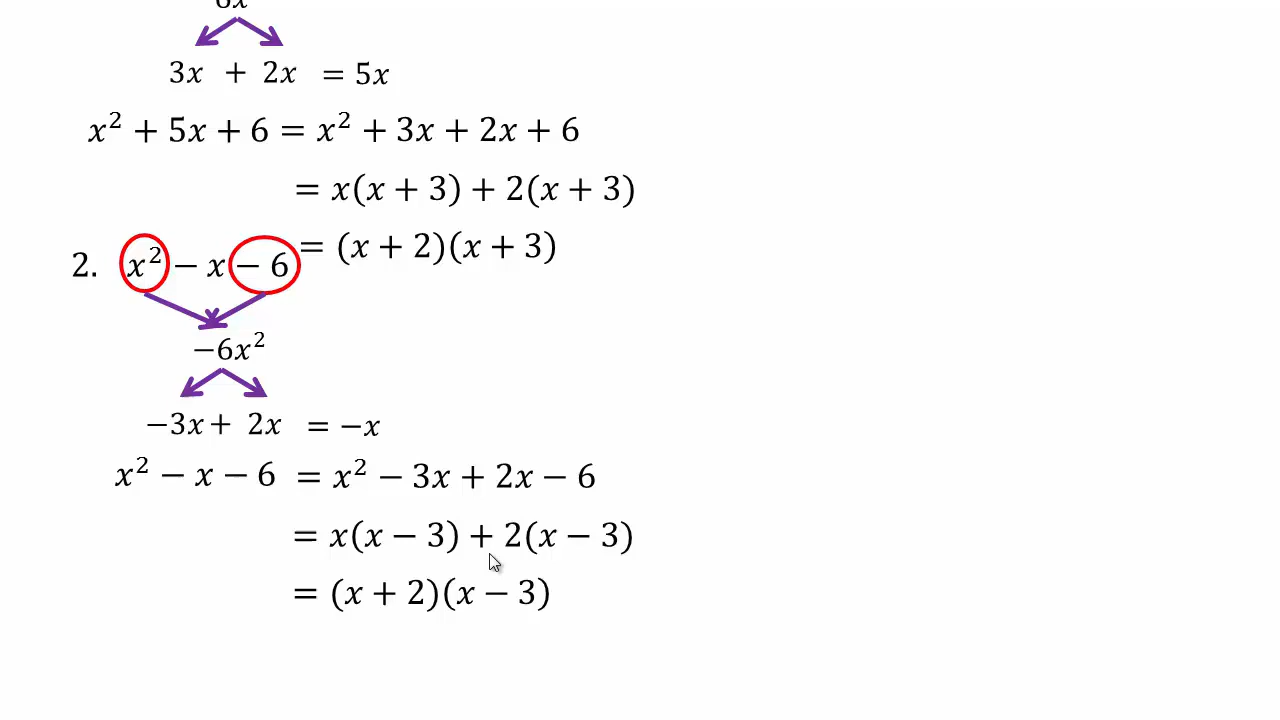 3x + 2x = 5x
x² + 5x + 6 = x² + 3x + 2x + 6
= x(x + 3) + 2(x + 3)
= (x + 2)(x + 3)
2. x² − x − 6
−6x²
−3x + 2x = −x
x² − x − 6 = x² − 3x + 2x − 6
= x(x − 3) + 2(x − 3)
= (x + 2)(x − 3)